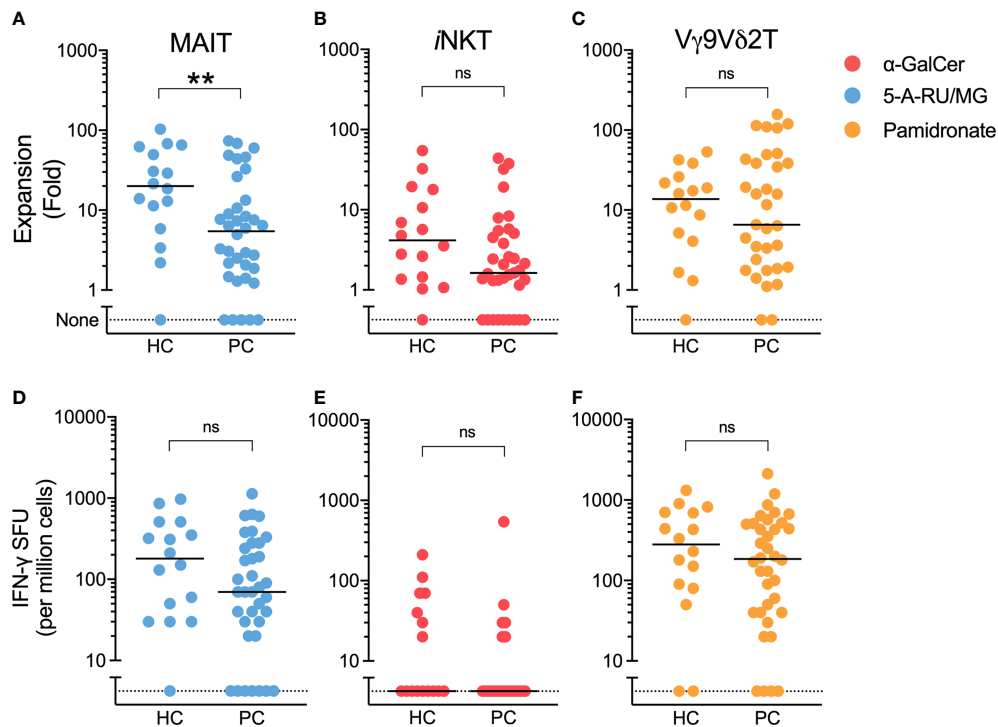 A
B
C
MAIT
iNKT
Vγ9Vδ2T
**
ns
ns
Expansion
(Fold)
1000
100
10
1
None
HC
PC
1000
100
10
1
HC
PC
1000
100
10
1
HC
PC
α-GalCer
5-A-RU/MG
Pamidronate
D
E
F
ns
ns
ns
IFN-γ SFU
(per million cells)
10000
1000
100
10
HC
PC
10000
1000
100
10
HC
PC
10000
1000
100
10
HC
PC